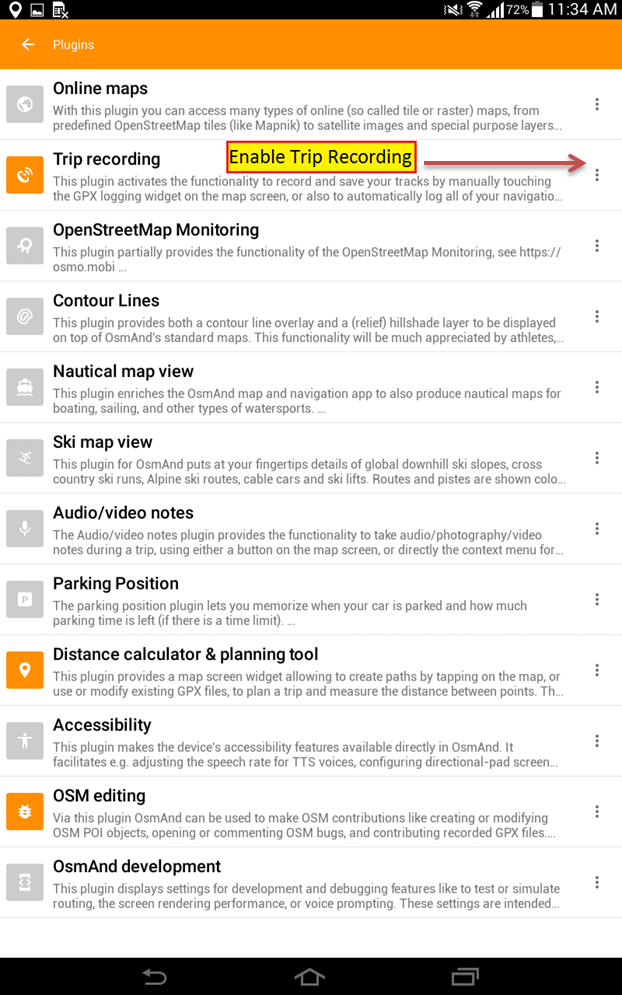 72% 11:34 AM
Plugins
Online maps
With this plugin you can access many types of online (so called tile or raster) maps, from
predefined OpenStreetMap tiles (like Mapnik) to satellite images and special purpose layers...
Trip recording
Enable Trip Recording
This plugin activates the functionality to record and save your tracks by manually touching
the GPX logging widget on the map screen, or also to automatically log all of your navigatio...
OpenStreetMap Monitoring
This plugin partially provides the functionality of the OpenStreetMap Monitoring, see https://
osmo.mobi ...
Contour Lines
This plugin provides both a contour line overlay and a (relief) hillshade layer to be displayed
on top of OsmAnd's standard maps. This functionality will be much appreciated by athletes,...
Nautical map view
This plugin enriches the OsmAnd map and navigation app to also produce nautical maps for
boating, sailing, and other types of watersports. ...
Ski map view
This plugin for OsmAnd puts at your fingertips details of global downhill ski slopes, cross
country ski runs, Alpine ski routes, cable cars and ski lifts. Routes and pistes are shown colo...
Audio/video notes
The Audio/video notes plugin provides the functionality to take audio/photography/video
notes during a trip, using either a button on the map screen, or directly the context menu for...
Parking Position
P
The parking position plugin lets you memorize when your car is parked and how much
parking time is left (if there is a time limit). ...
Distance calculator & planning tool
This plugin provides a map screen widget allowing to create paths by tapping on the map, or
use or modify existing GPX files, to plan a trip and measure the distance between points. Th...
Accessibility
This plugin makes the device's accessibility features available directly in OsmAnd. It
facilitates e.g. adjusting the speech rate for TTS voices, configuring directional-pad screen...
OSM editing
Via this plugin OsmAnd can be used to make OSM contributions like creating or modifying
OSM POI objects, opening or commenting OSM bugs, and contributing recorded GPX files....
OsmAnd development
This plugin displays settings for development and debugging features like to test or simulate
routing, the screen rendering performance, or voice prompting. These settings are intended...